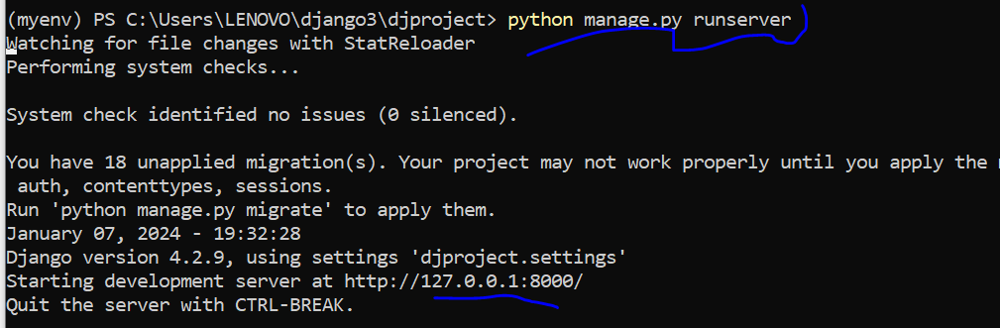 (myenv) PS C:\Users\LENOVO\django3\djproject> python manage.py runserver
Watching for file changes with StatReloader
Performing system checks...
System check identified no issues (0 silenced).
You have 18 unapplied migration(s). Your project may not work properly until you apply the
auth, contenttypes, sessions.
Run 'python manage.py migrate' to apply them.
January 07, 2024 - 19:32:28
Django version 4.2.9, using settings 'djproject.settings'
Starting development server at http://127.0.0.1:8000/
Quit the server with CTRL-BREAK.